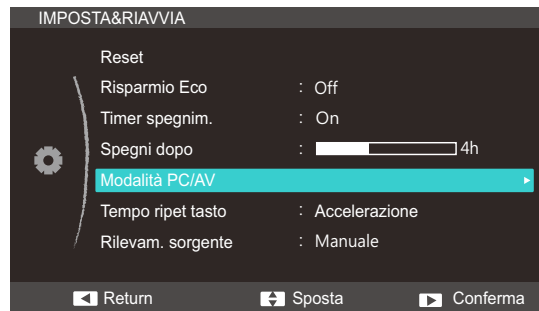 IMPOSTA&RIAVVIA
Reset
Risparmio Eco : Off
Timer spegnim. : On
Spegni dopo : 4h
Modalità PC/AV
Tempo ripet tasto : Accelerazione
Rilevam. sorgente : Manuale
Return Sposta Conferma